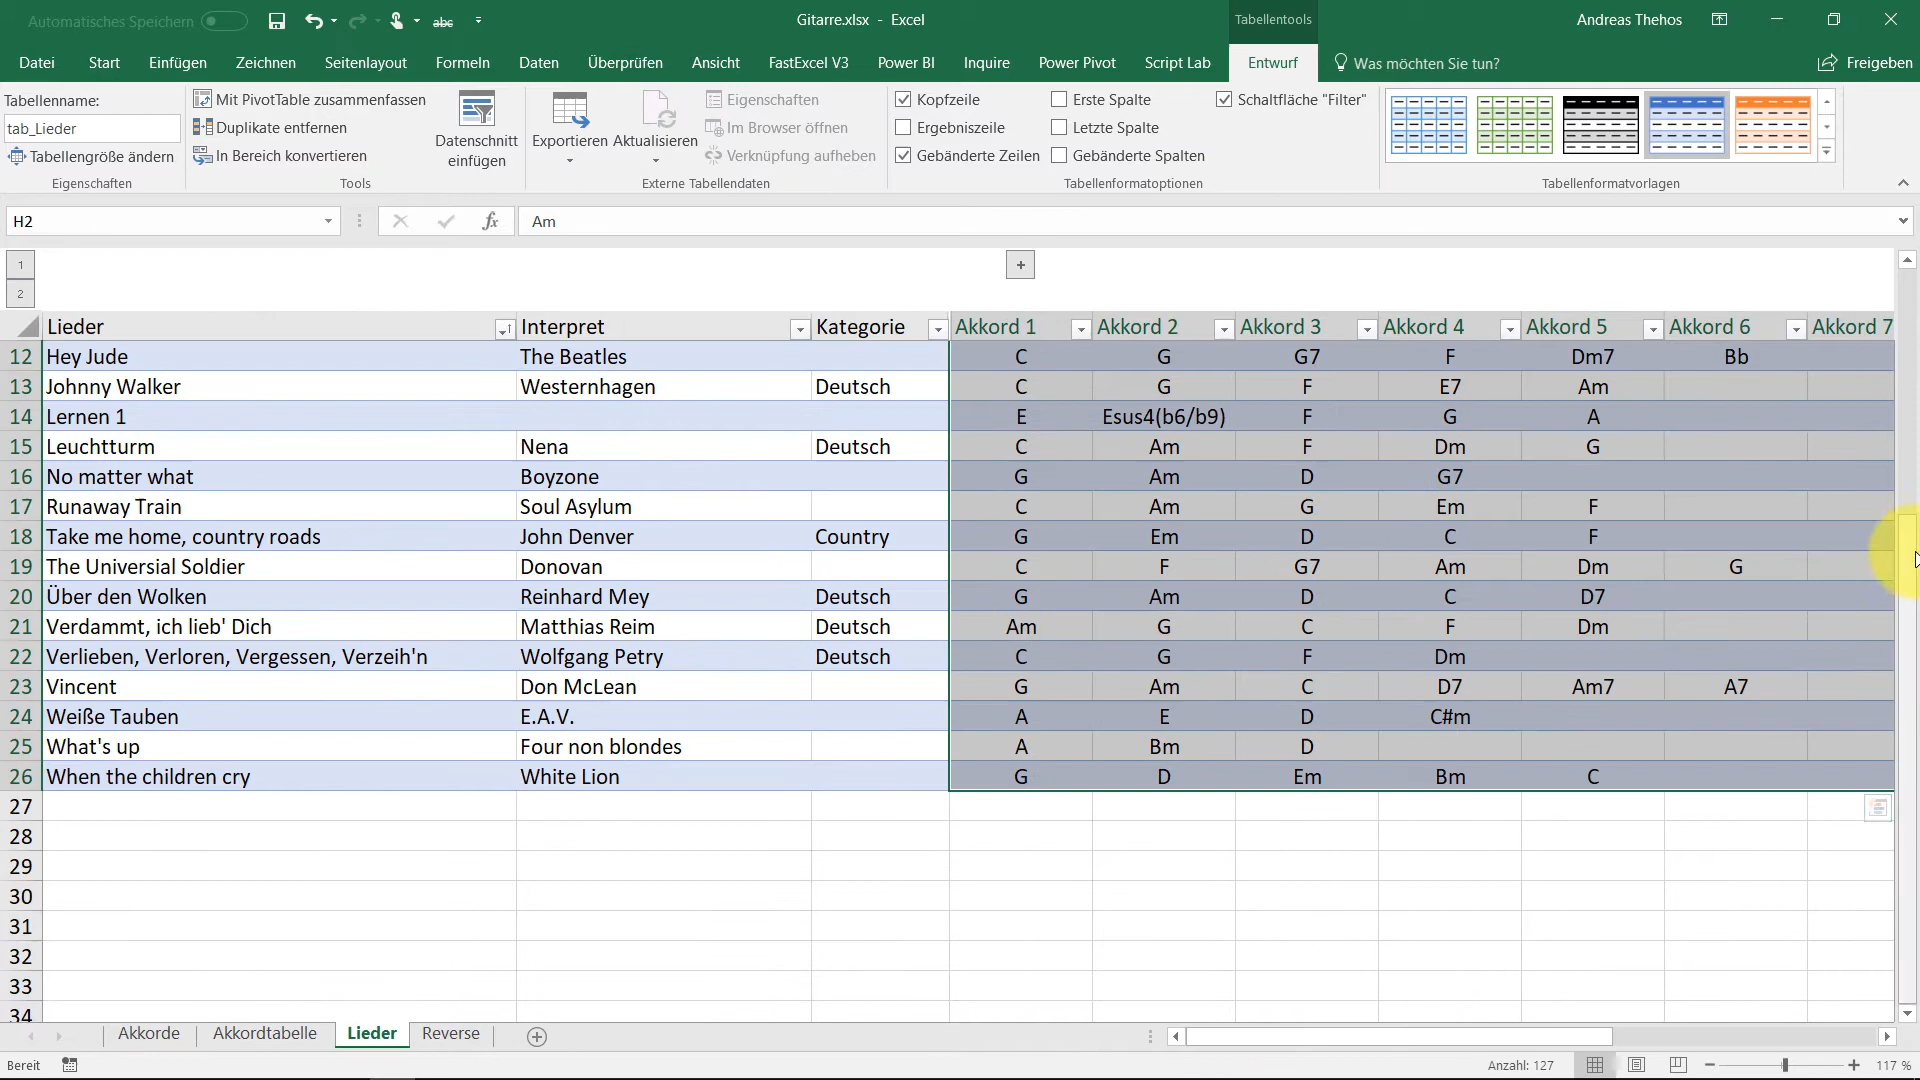 Automatisches Speichern abc Gitarre.xlsx - Excel Tabellentools Andreas Thehos
Datei Start Einfügen Zeichnen Seitenlayout Formeln Daten Überprüfen Ansicht FastExcel V3 Power BI Inquire Power Pivot Script Lab Entwurf Was möchten Sie tun? Freigeben
Tabellenname:
tab_Lieder
Tabellengröße ändern
Eigenschaften
Mit PivotTable zusammenfassen
Duplikate entfernen
In Bereich konvertieren
Datenschnitt
einfügen
Tools
Exportieren
Aktualisieren
Eigenschaften
Im Browser öffnen
Verknüpfung aufheben
Externe Tabellendaten
Kopfzeile
Ergebniszeile
Gebänderte Zeilen
Erste Spalte
Letzte Spalte
Gebänderte Spalten
Schaltfläche "Filter"
Tabellenformatoptionen
Tabellenformatvorlagen
H2 fx Am
1 +
2
Lieder Interpret Kategorie Akkord 1 Akkord 2 Akkord 3 Akkord 4 Akkord 5 Akkord 6 Akkord 7
12 Hey Jude The Beatles C G G7 F Dm7 Bb
13 Johnny Walker Westernhagen Deutsch C G F E7 Am
14 Lernen 1 E Esus4(b6/b9) F G A
15 Leuchtturm Nena Deutsch C Am F Dm G
16 No matter what Boyzone G Am D G7
17 Runaway Train Soul Asylum C Am G Em F
18 Take me home, country roads John Denver Country G Em D C F
19 The Universial Soldier Donovan C F G7 Am Dm G
20 Über den Wolken Reinhard Mey Deutsch G Am D C D7
21 Verdammt, ich lieb' Dich Matthias Reim Deutsch Am G C F Dm
22 Verlieben, Verloren, Vergessen, Verzeih'n Wolfgang Petry Deutsch C G F Dm
23 Vincent Don McLean G Am C D7 Am7 A7
24 Weiße Tauben E.A.V. A E D C#m
25 What's up Four non blondes A Bm D
26 When the children cry White Lion G D Em Bm C
27
28
29
30
31
32
33
34
Akkorde Akkordtabelle Lieder Reverse
Bereit Anzahl: 127 117 %